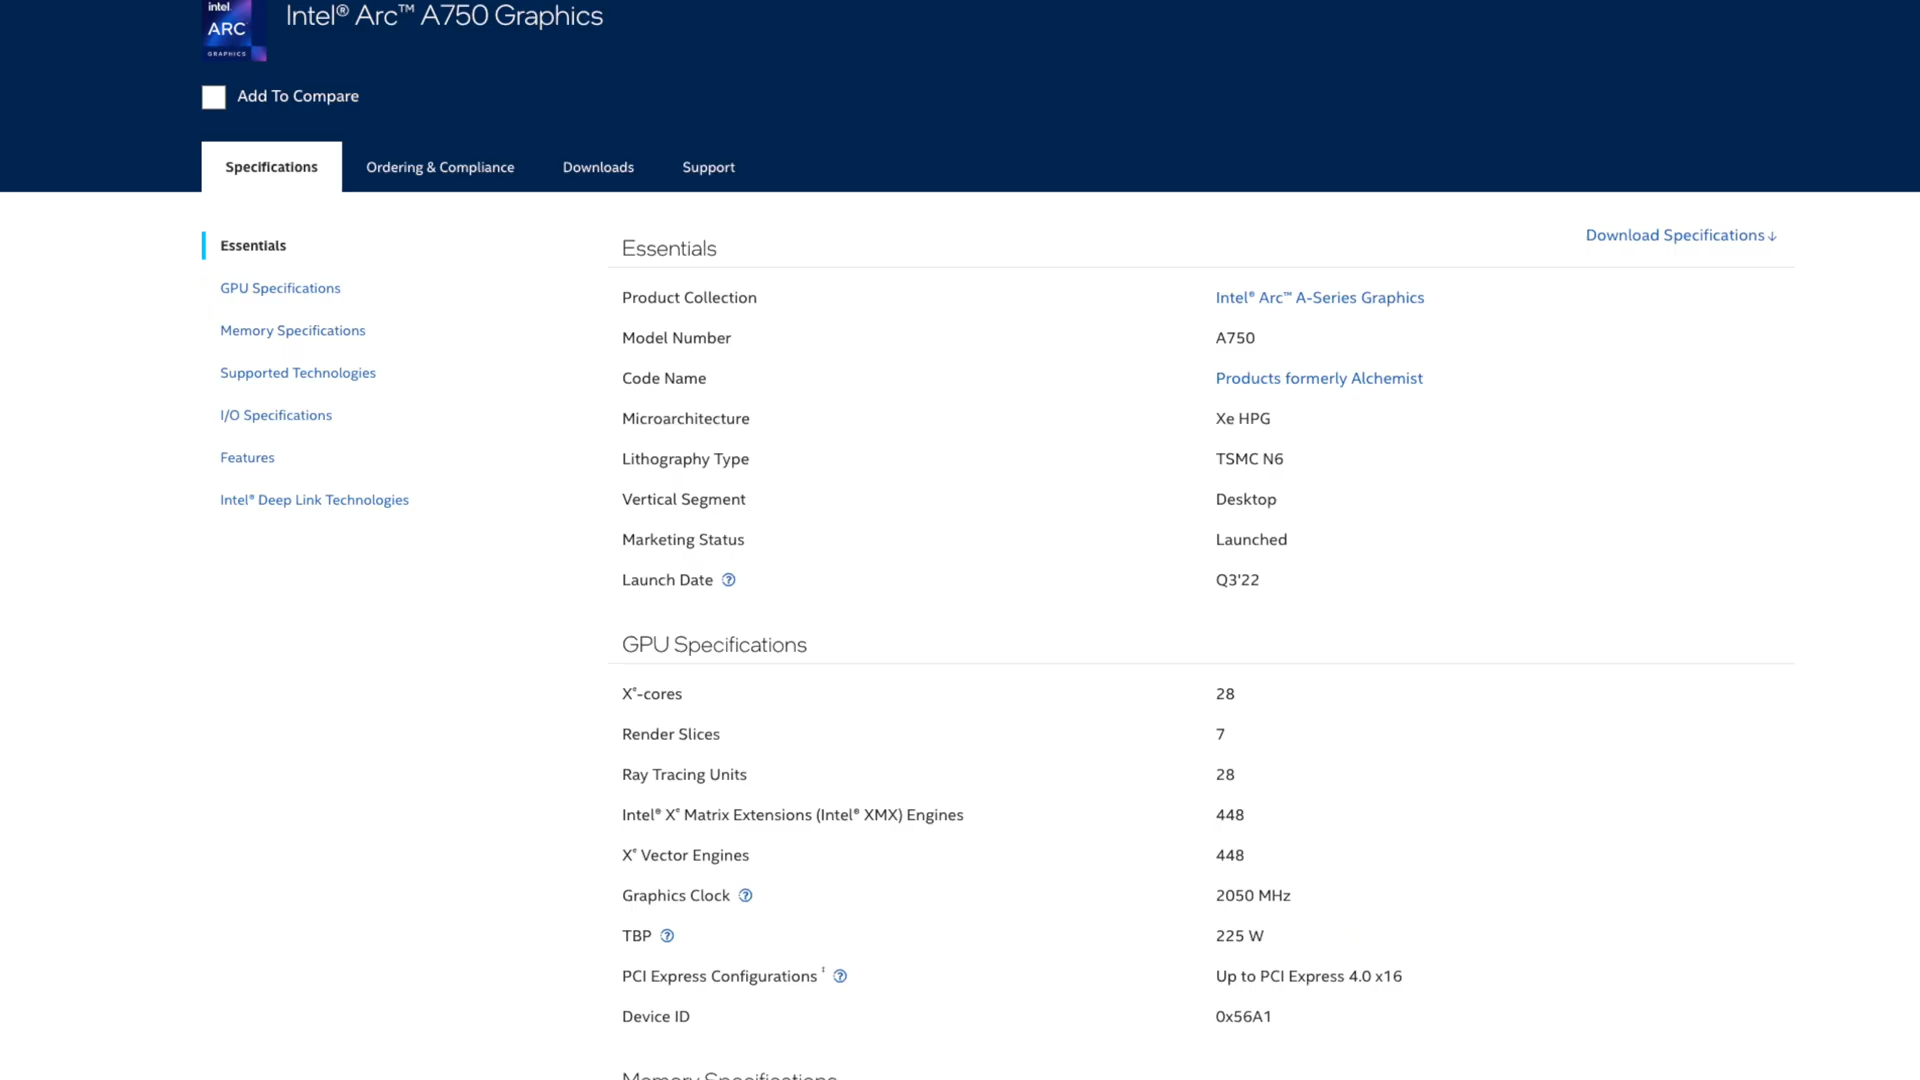 intel.
ARC
GRAPHICS
Intel® Arc™ A750 Graphics
Add To Compare
Specifications
Ordering & Compliance
Downloads
Support
Essentials
GPU Specifications
Memory Specifications
Supported Technologies
I/O Specifications
Features
Intel® Deep Link Technologies
Download Specifications↓
Essentials
Product Collection Intel® Arc™ A-Series Graphics
Model Number A750
Code Name Products formerly Alchemist
Microarchitecture Xe HPG
Lithography Type TSMC N6
Vertical Segment Desktop
Marketing Status Launched
Launch Date ? Q3'22
GPU Specifications
Xᵉ-cores 28
Render Slices 7
Ray Tracing Units 28
Intel® Xᵉ Matrix Extensions (Intel® XMX) Engines 448
Xᵉ Vector Engines 448
Graphics Clock ? 2050 MHz
TBP ? 225 W
PCI Express Configurations ‡ ? Up to PCI Express 4.0 x16
Device ID 0x56A1
Memory Specifications